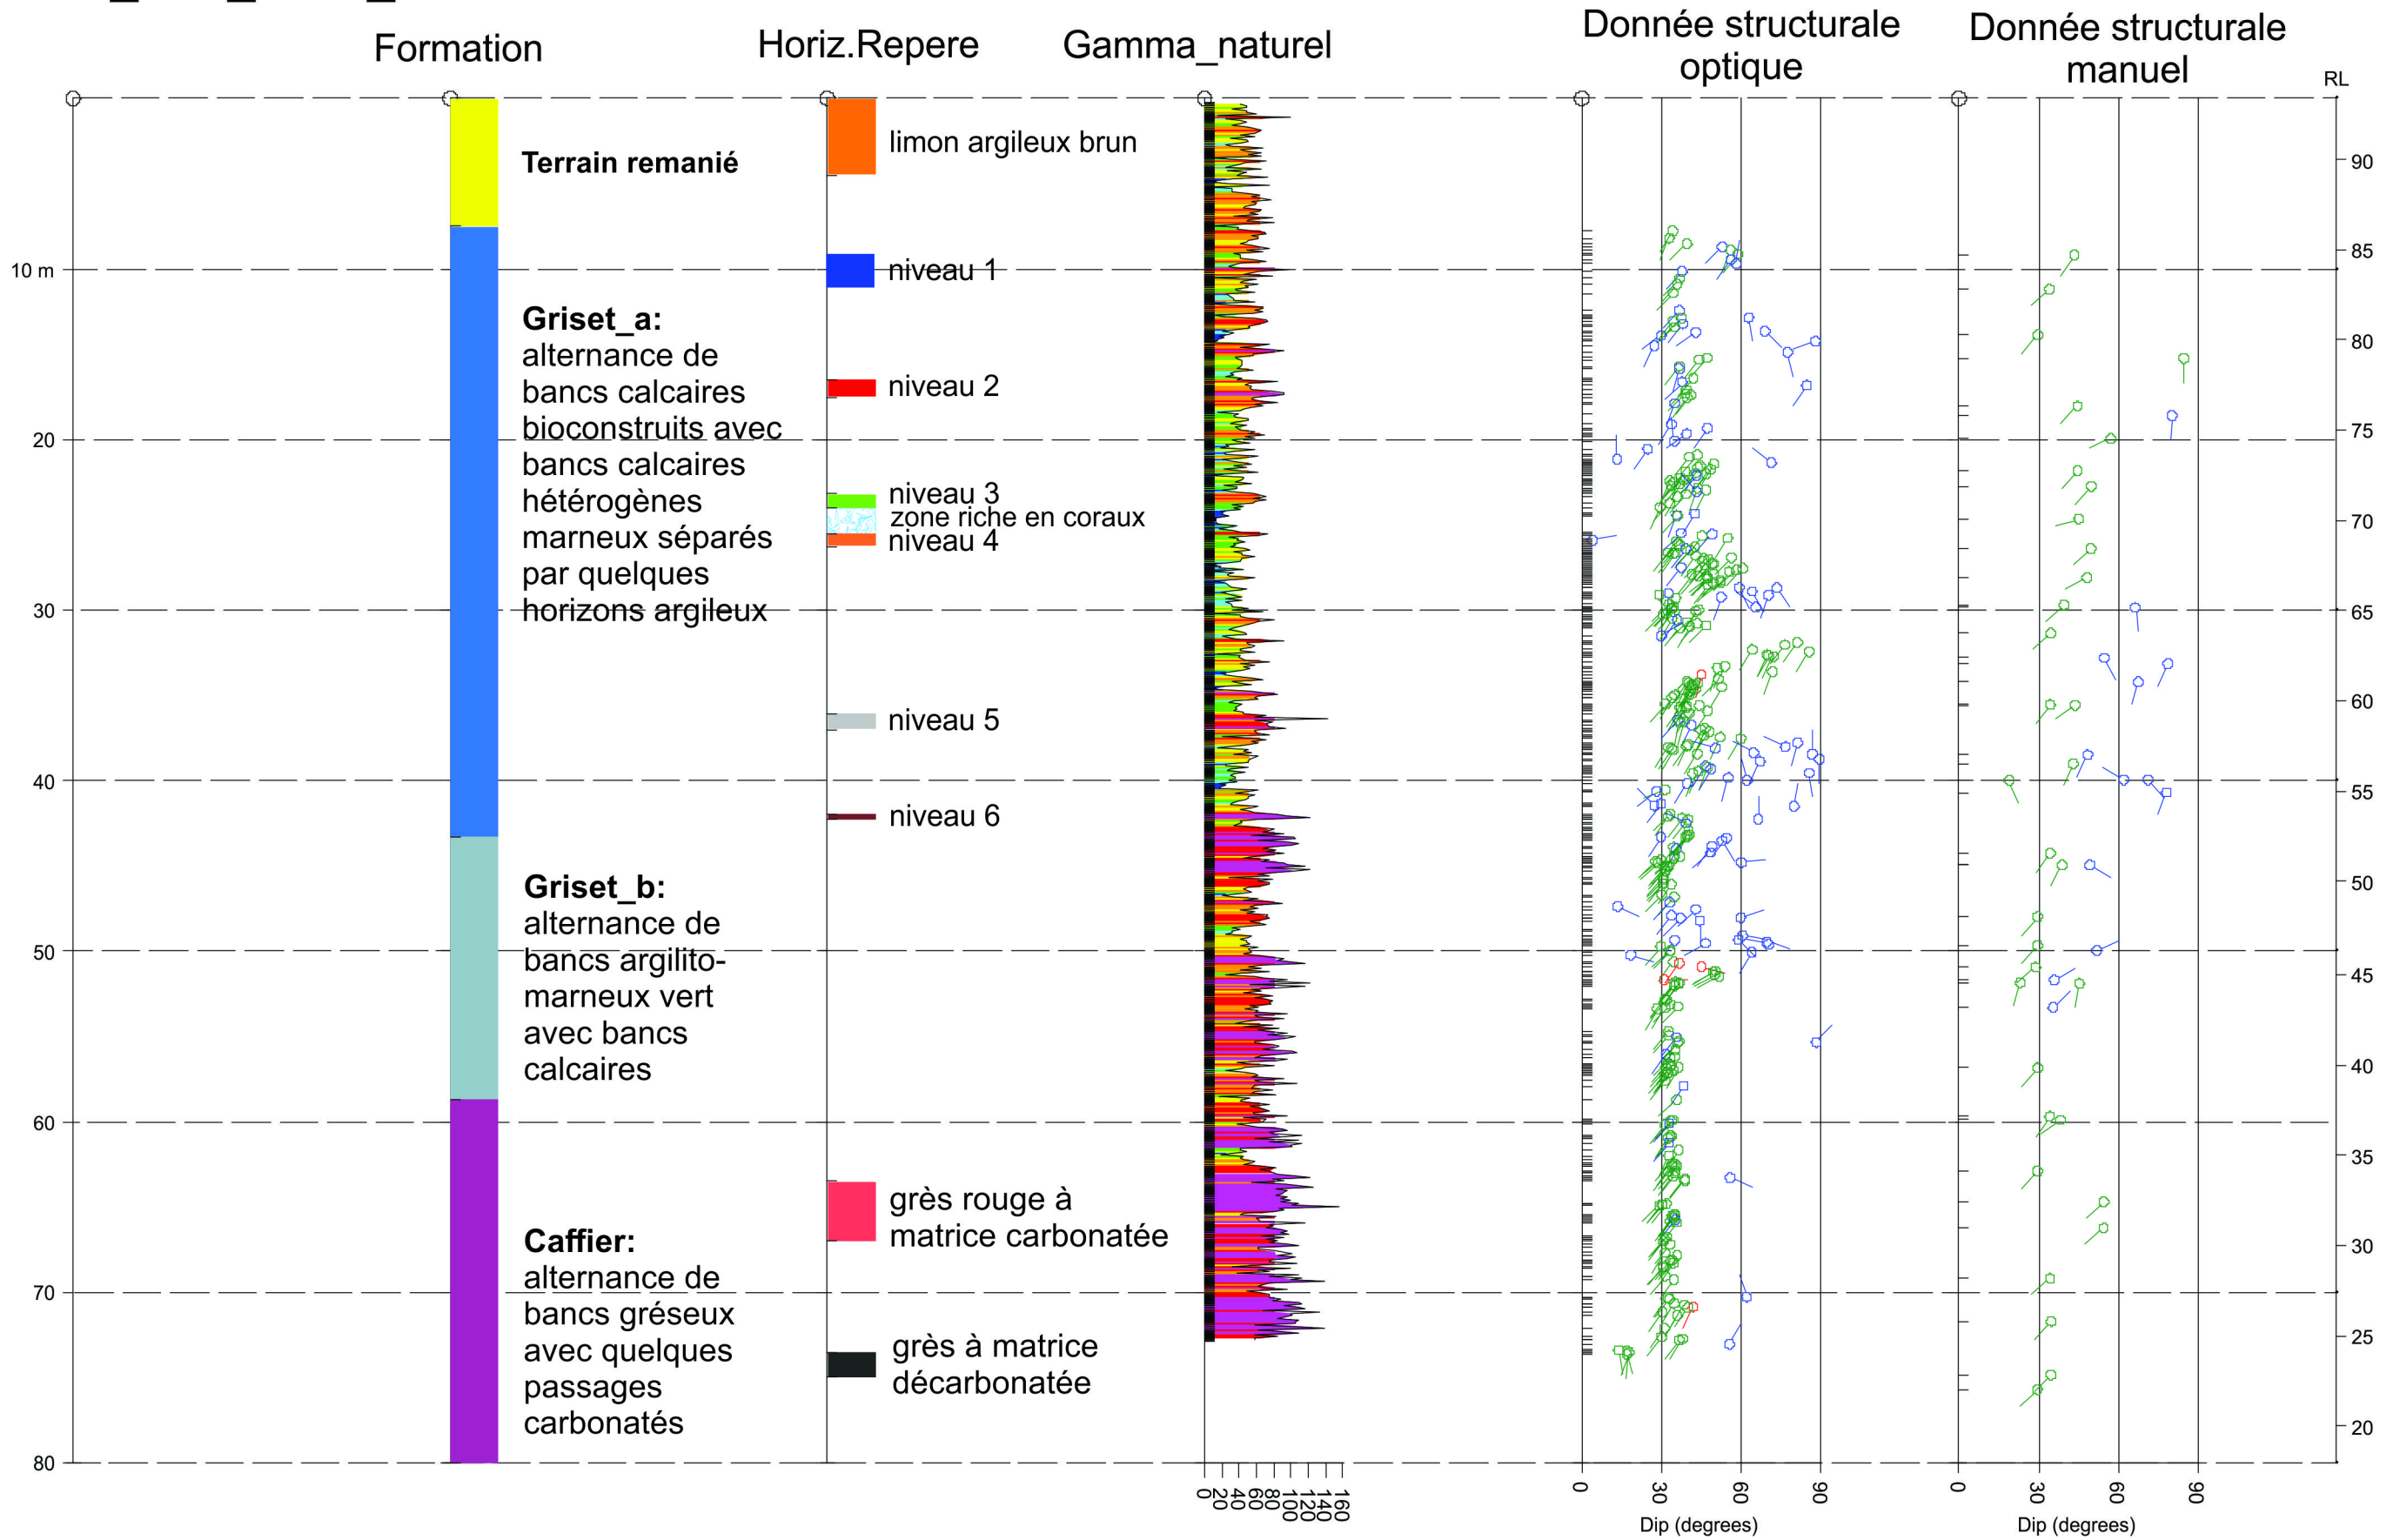 Formation
Horiz.Repere
Gamma_naturel
Donnée structurale
optique
Donnée structurale
manuel
RL
Terrain remanié
limon argileux brun
90
85
10 m
niveau 1
Griset_a:
alternance de
bancs calcaires
bioconstruits avec
bancs calcaires
hétérogènes
marneux séparés
par quelques
horizons argileux
80
niveau 2
20
75
niveau 3
zone riche en coraux
niveau 4
70
30
65
niveau 5
60
40
55
niveau 6
Griset_b:
alternance de
bancs argilito-
marneux vert
avec bancs
calcaires
50
50
45
40
60
35
grès rouge à
matrice carbonatée
Caffier:
alternance de
bancs gréseux
avec quelques
passages
carbonatés
30
70
25
grès à matrice
décarbonatée
20
80
0
20
40
60
80
100
120
140
160
0
30
60
90
Dip (degrees)
0
30
60
90
Dip (degrees)